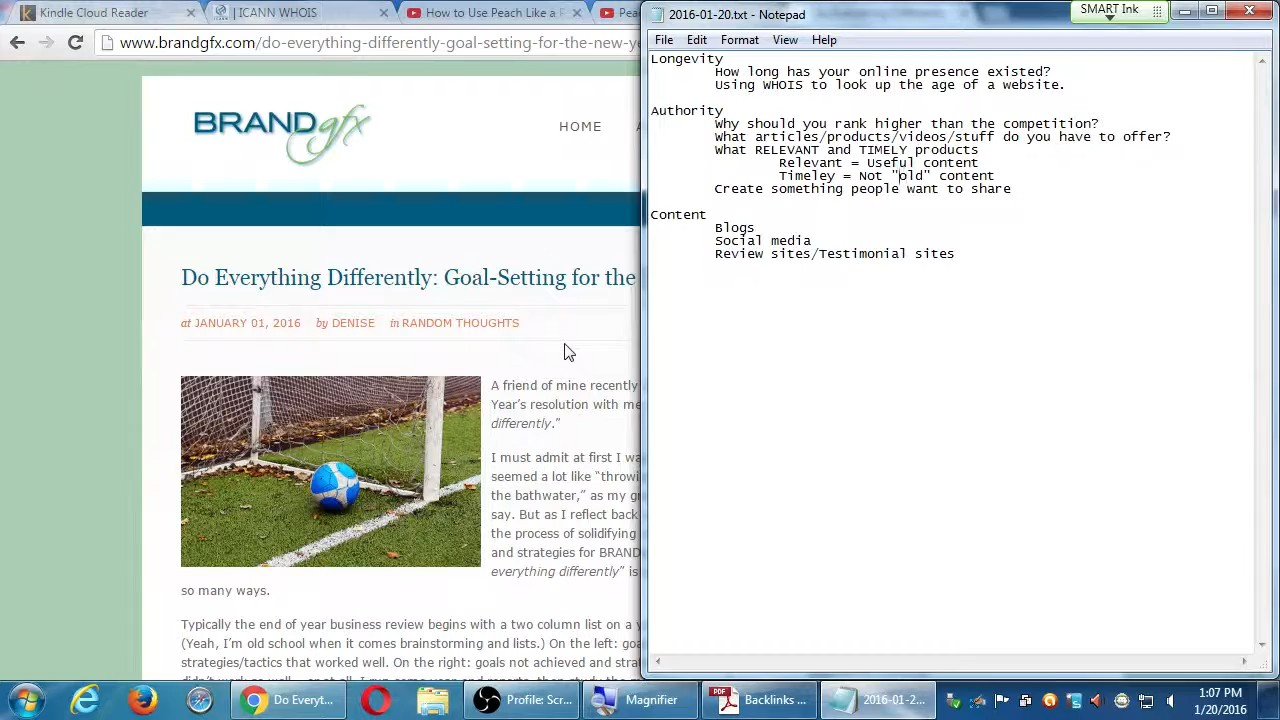 Kindle Cloud Reader
| ICANN WHOIS
How to Use Peach Like a
Pea
www.brandgfx.com/do-everything-differently-goal-setting-for-the-new-ye
BRANDgfx
HOME
Do Everything Differently: Goal-Setting for the
at JANUARY 01, 2016 by DENISE in RANDOM THOUGHTS
A friend of mine recently
Year's resolution with me
differently."
I must admit at first I wa
seemed a lot like "throwi
the bathwater," as my gr
say. But as I reflect back
the process of solidifying
and strategies for BRAND
everything differently" is
so many ways.
Typically the end of year business review begins with a two column list on a y
(Yeah, I'm old school when it comes brainstorming and lists.) On the left: goa
strategies/tactics that worked well. On the right: goals not achieved and strat
2016-01-20.txt - Notepad
SMART Ink
File Edit Format View Help
Longevity
How long has your online presence existed?
Using WHOIS to look up the age of a website.
Authority
Why should you rank higher than the competition?
What articles/products/videos/stuff do you have to offer?
What RELEVANT and TIMELY products
Relevant = Useful content
Timeley = Not "old" content
Create something people want to share
Content
Blogs
Social media
Review sites/Testimonial sites
Do Everyt...
Profile: Scr...
Magnifier
PDF
Backlinks ...
2016-01-2...
1:07 PM
1/20/2016